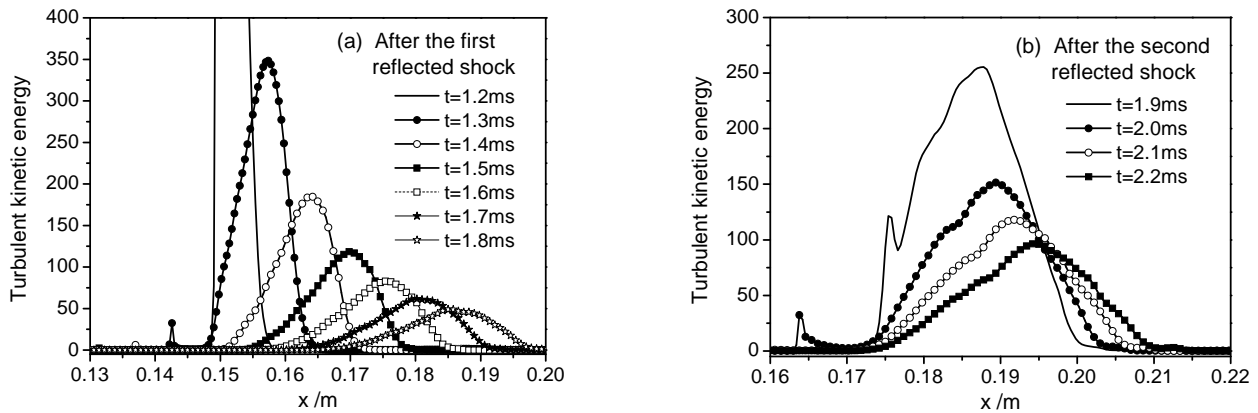 (a) After the first
reflected shock
t=1.2ms
t=1.3ms
t=1.4ms
t=1.5ms
t=1.6ms
t=1.7ms
t=1.8ms
Turbulent kinetic energy
400
350
300
250
200
150
100
50
0
0.13 0.14 0.15 0.16 0.17 0.18 0.19 0.20
x /m
(b) After the second
reflected shock
t=1.9ms
t=2.0ms
t=2.1ms
t=2.2ms
Turbulent kinetic energy
300
250
200
150
100
50
0
0.16 0.17 0.18 0.19 0.20 0.21 0.22
x /m